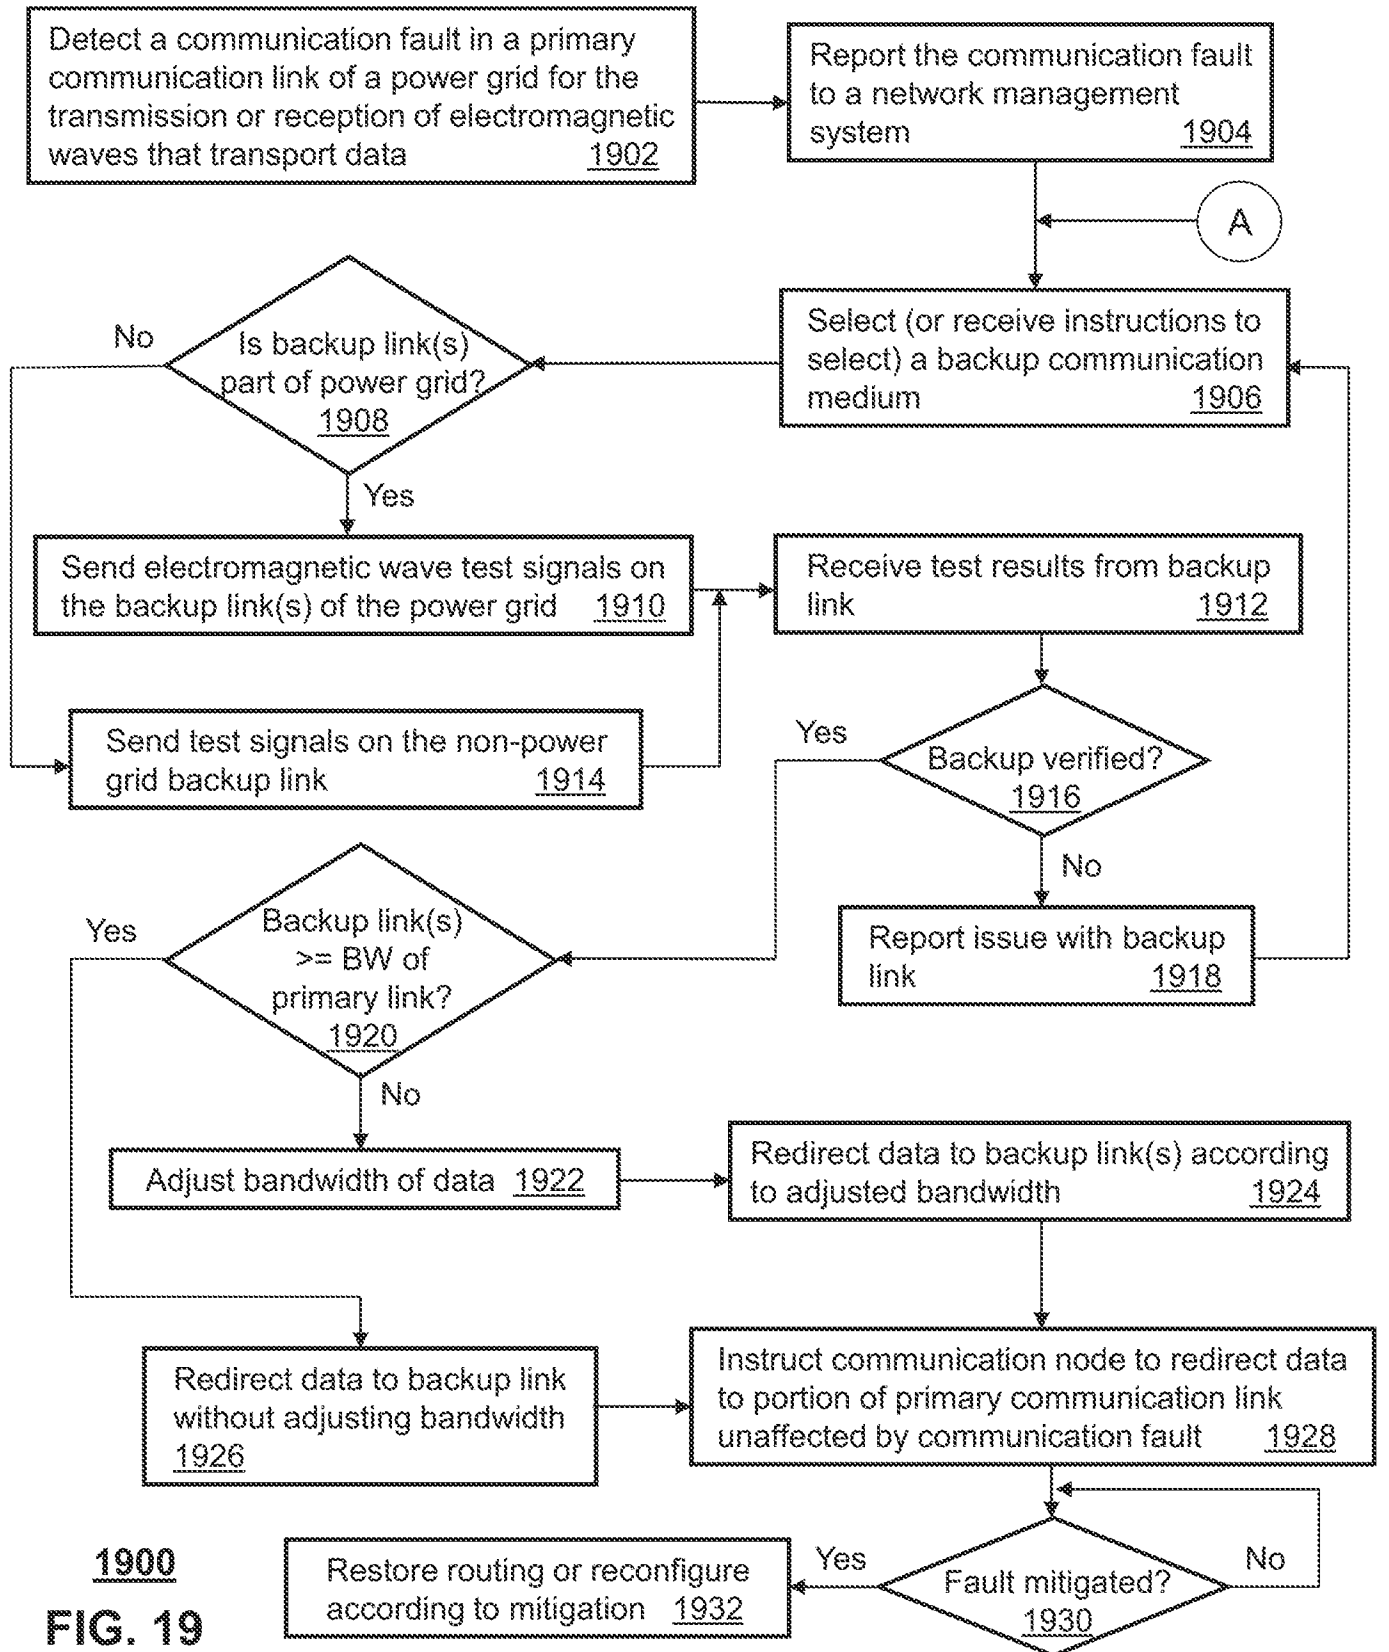 Detect a communication fault in a primary
communication link of a power grid for the
transmission or reception of electromagnetic
waves that transport data 1902
Report the communication fault
to a network management
system 1904
A
Select (or receive instructions to
select) a backup communication
medium 1906
No
Is backup link(s)
part of power grid?
1908
Yes
Send electromagnetic wave test signals on
the backup link(s) of the power grid 1910
Receive test results from backup
link 1912
Send test signals on the non-power
grid backup link 1914
Yes
Backup verified?
1916
No
Report issue with backup
link 1918
Yes
Backup link(s)
>= BW of
primary link?
1920
No
Adjust bandwidth of data 1922
Redirect data to backup link(s) according
to adjusted bandwidth 1924
Redirect data to backup link
without adjusting bandwidth
1926
Instruct communication node to redirect data
to portion of primary communication link
unaffected by communication fault 1928
Fault mitigated?
1930
Yes
No
Restore routing or reconfigure
according to mitigation 1932
1900
FIG. 19